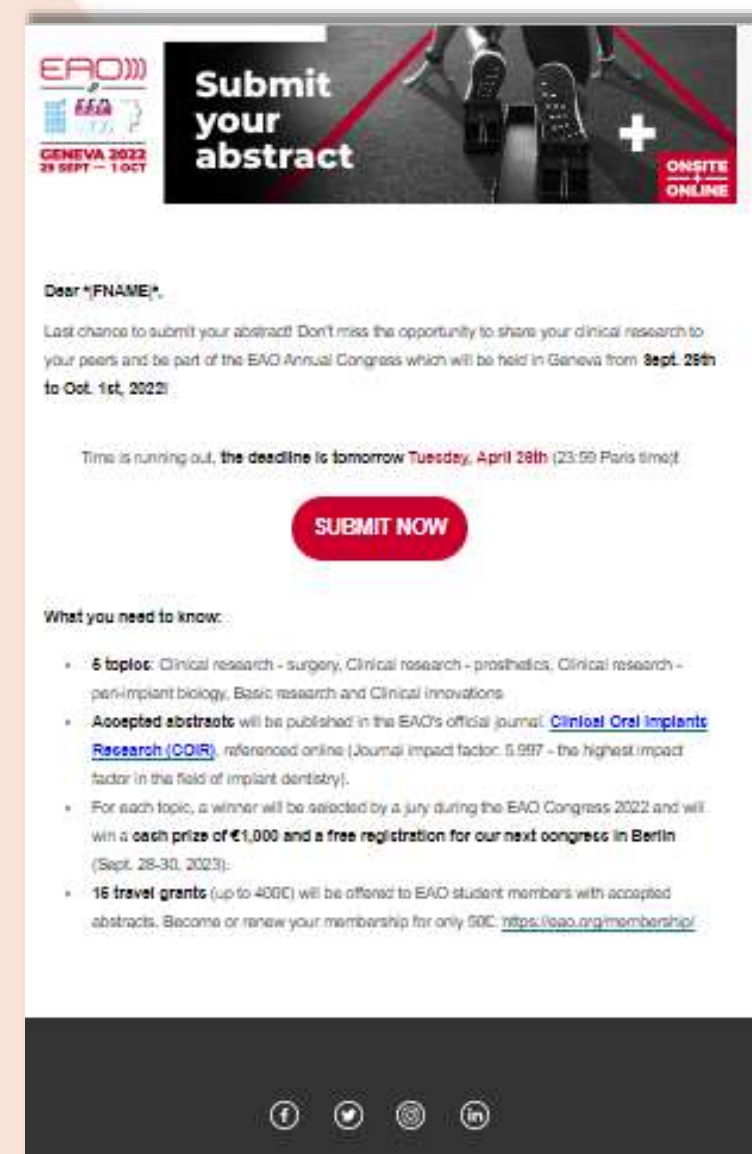 EAO)))
GENEVA 2022
29 SEPT — 1 OCT
Submit
your
abstract
+
ONSITE
+
ONLINE
Dear *|FNAME|*,
Last chance to submit your abstract! Don't miss the opportunity to share your clinical research to
your peers and be part of the EAO Annual Congress which will be held in Geneva from Sept. 29th
to Oct. 1st, 2022!
Time is running out, the deadline is tomorrow Tuesday, April 26th (23:59 Paris time)!
SUBMIT NOW
What you need to know:
• 5 topics: Clinical research - surgery, Clinical research - prosthetics, Clinical research -
peri-implant biology, Basic research and Clinical innovations
• Accepted abstracts will be published in the EAO's official journal: Clinical Oral Implants
Research (COIR), referenced online (Journal impact factor: 5.997 - the highest impact
factor in the field of implant dentistry).
• For each topic, a winner will be selected by a jury during the EAO Congress 2022 and will
win a cash prize of €1,000 and a free registration for our next congress in Berlin
(Sept. 28-30, 2023).
• 15 travel grants (up to 400€) will be offered to EAO student members with accepted
abstracts. Become or renew your membership for only 50€: https://eao.org/membership/